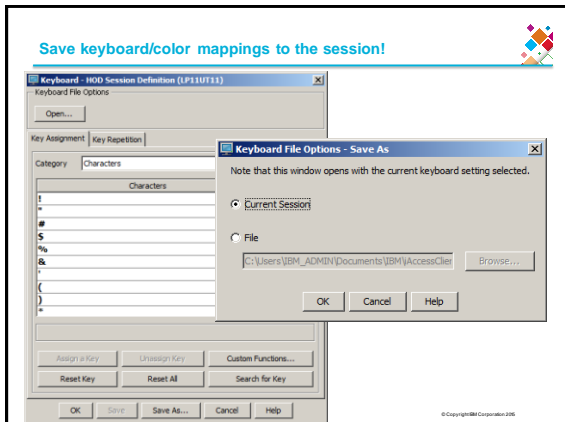 Save keyboard/color mappings to the session!
Keyboard - HOD Session Definition (LP11UT11)
Keyboard File Options
Open...
Key Assignment
Key Repetition
Category
Characters
Characters
!
"
#
$
%
&
'
(
)
*
Assign a Key
Unassign Key
Custom Functions...
Reset Key
Reset All
Search for Key
OK
Save
Save As...
Cancel
Help
Keyboard File Options - Save As
Note that this window opens with the current keyboard setting selected.
Current Session
File
C:\Users\IBM_ADMIN\Documents\IBM\iAccessClien
Browse...
OK
Cancel
Help
© Copyright IBM Corporation 2015